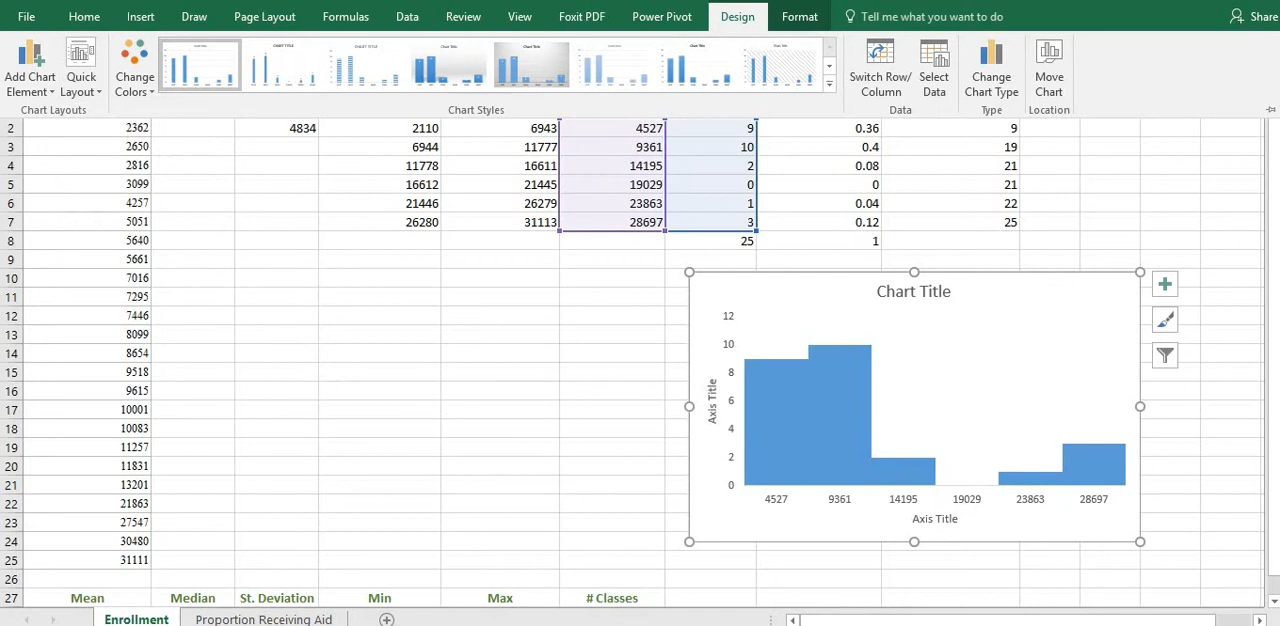 File Home Insert Draw Page Layout Formulas Data Review View Foxit PDF Power Pivot Design Format Tell me what you want to do Share
Add Chart Quick Change Switch Row/ Select Change Move
Element Layout Colors Column Data Chart Type Chart
Chart Layouts Chart Styles Data Type Location
2 2362 4834 2110 6943 4527 9 0.36 9
3 2650 6944 11777 9361 10 0.4 19
4 2816 11778 16611 14195 2 0.08 21
5 3099 16612 21445 19029 0 0 21
6 4257 21446 26279 23863 1 0.04 22
7 5051 26280 31113 28697 3 0.12 25
8 5640 25 1
9 5661
10 7016
11 7295
12 7446
13 8099
14 8654
15 9518
16 9615
17 10001
18 10083
19 11257
20 11831
21 13201
22 21863
23 27547
24 30480
25 31111
26
27 Mean Median St. Deviation Min Max # Classes
Chart Title
12
10
8
6
4
2
0
Axis Title
4527 9361 14195 19029 23863 28697
Axis Title
Enrollment Proportion Receiving Aid